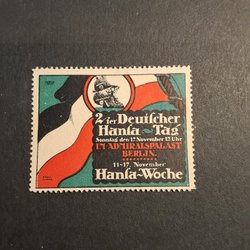 2ter Deutscher
Hansa-Tag
Sonntag den 17 November 12 Uhr
IM ADMIRALSPALAST
BERLIN.
11-17. November
Hansa-Woche